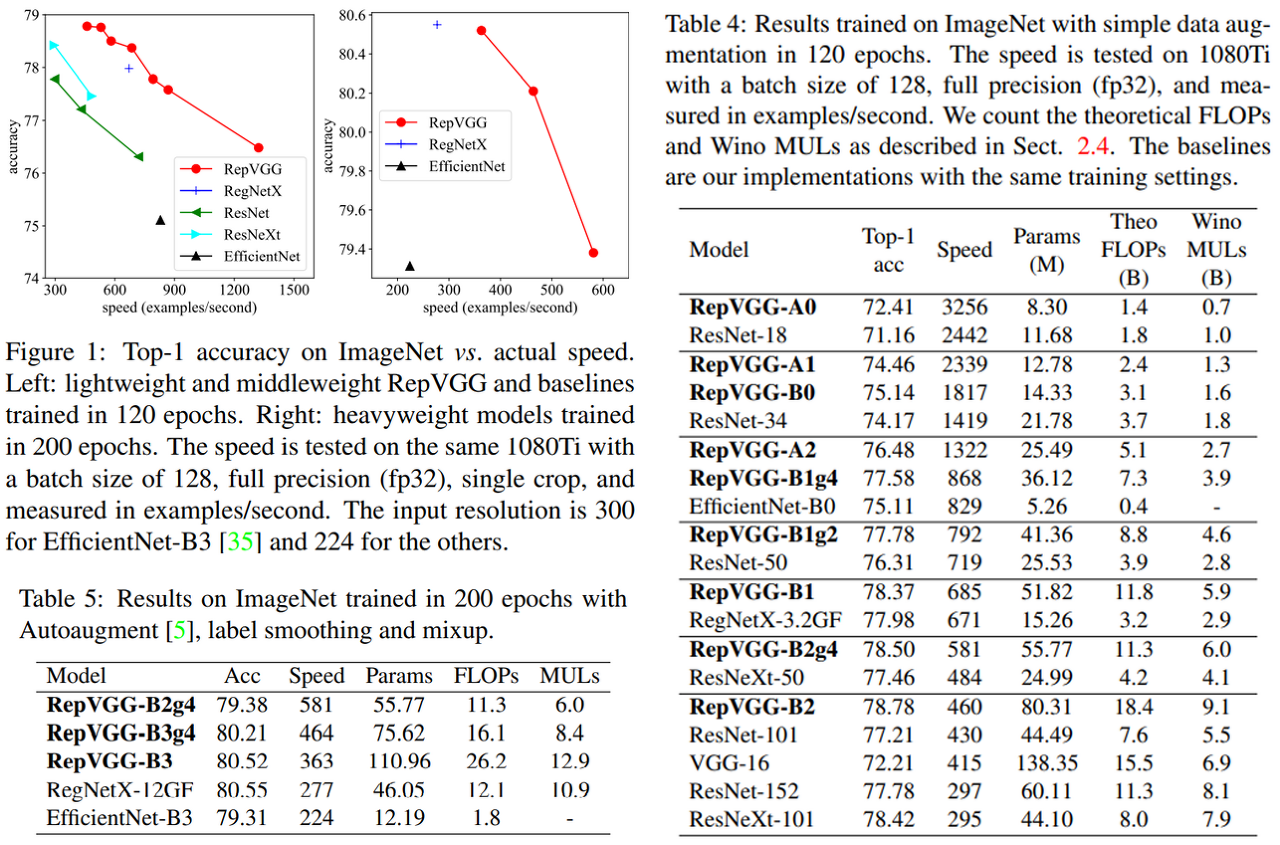 79
78
77
76
75
74
accuracy
300 600 900 1200 1500
speed (examples/second)
RepVGG
RegNetX
ResNet
ResNeXt
EfficientNet
80.6
80.4
80.2
80.0
79.8
79.6
79.4
accuracy
200 300 400 500 600
speed (examples/second)
RepVGG
RegNetX
EfficientNet
Figure 1: Top-1 accuracy on ImageNet vs. actual speed.
Left: lightweight and middleweight RepVGG and baselines
trained in 120 epochs. Right: heavyweight models trained
in 200 epochs. The speed is tested on the same 1080Ti with
a batch size of 128, full precision (fp32), single crop, and
measured in examples/second. The input resolution is 300
for EfficientNet-B3 [35] and 224 for the others.
Table 5: Results on ImageNet trained in 200 epochs with
Autoaugment [5], label smoothing and mixup.
Model Acc Speed Params FLOPs MULs
RepVGG-B2g4 79.38 581 55.77 11.3 6.0
RepVGG-B3g4 80.21 464 75.62 16.1 8.4
RepVGG-B3 80.52 363 110.96 26.2 12.9
RegNetX-12GF 80.55 277 46.05 12.1 10.9
EfficientNet-B3 79.31 224 12.19 1.8 -
Table 4: Results trained on ImageNet with simple data aug-
mentation in 120 epochs. The speed is tested on 1080Ti
with a batch size of 128, full precision (fp32), and mea-
sured in examples/second. We count the theoretical FLOPs
and Wino MULs as described in Sect. 2.4. The baselines
are our implementations with the same training settings.
Model Top-1 acc Speed Params (M) Theo FLOPs (B) Wino MULs (B)
RepVGG-A0 72.41 3256 8.30 1.4 0.7
ResNet-18 71.16 2442 11.68 1.8 1.0
RepVGG-A1 74.46 2339 12.78 2.4 1.3
RepVGG-B0 75.14 1817 14.33 3.1 1.6
ResNet-34 74.17 1419 21.78 3.7 1.8
RepVGG-A2 76.48 1322 25.49 5.1 2.7
RepVGG-B1g4 77.58 868 36.12 7.3 3.9
EfficientNet-B0 75.11 829 5.26 0.4 -
RepVGG-B1g2 77.78 792 41.36 8.8 4.6
ResNet-50 76.31 719 25.53 3.9 2.8
RepVGG-B1 78.37 685 51.82 11.8 5.9
RegNetX-3.2GF 77.98 671 15.26 3.2 2.9
RepVGG-B2g4 78.50 581 55.77 11.3 6.0
ResNeXt-50 77.46 484 24.99 4.2 4.1
RepVGG-B2 78.78 460 80.31 18.4 9.1
ResNet-101 77.21 430 44.49 7.6 5.5
VGG-16 72.21 415 138.35 15.5 6.9
ResNet-152 77.78 297 60.11 11.3 8.1
ResNeXt-101 78.42 295 44.10 8.0 7.9